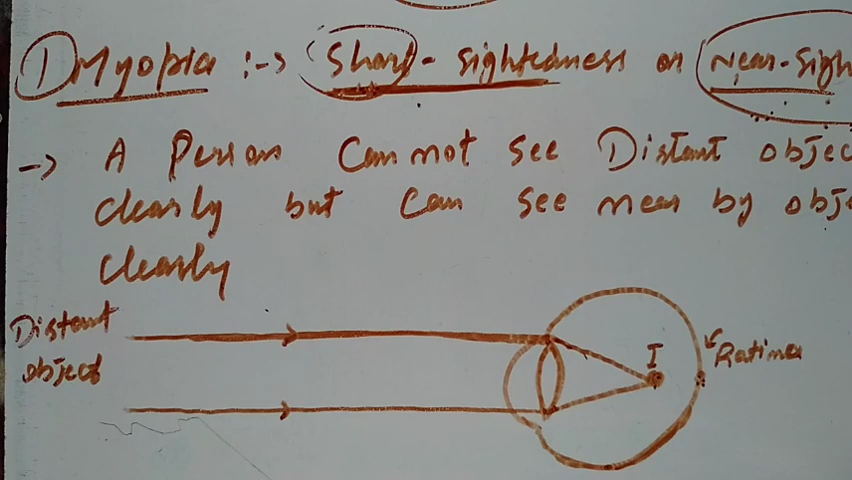 ① Myopia :-> Short-sightedness or Near-sigh
-> A Person Can not see Distant objec
clearly but Can see near by obje
clearly
Distant
object
I
Retina